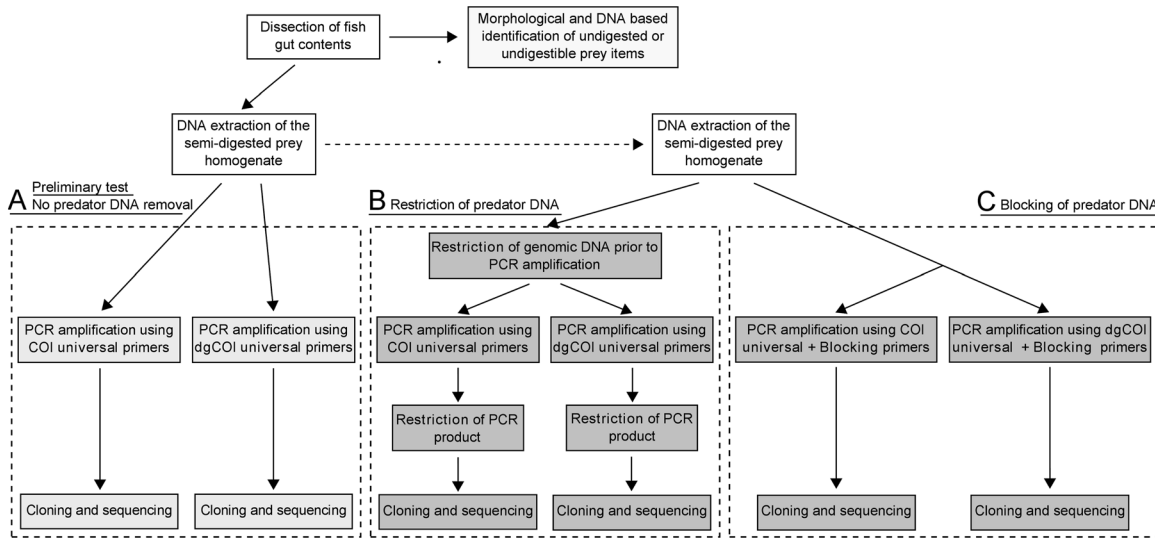 Dissection of fish
gut contents
Morphological and DNA based
identification of undigested or
undigestible prey items
DNA extraction of the
semi-digested prey
homogenate
DNA extraction of the
semi-digested prey
homogenate
A Preliminary test
No predator DNA removal
B Restriction of predator DNA
C Blocking of predator DNA
Restriction of genomic DNA prior to
PCR amplification
PCR amplification using
COI universal primers
PCR amplification using
dgCOI universal primers
PCR amplification using
COI universal primers
PCR amplification using
dgCOI universal primers
PCR amplification using COI
universal + Blocking primers
PCR amplification using dgCOI
universal + Blocking primers
Restriction of PCR
product
Restriction of PCR
product
Cloning and sequencing
Cloning and sequencing
Cloning and sequencing
Cloning and sequencing
Cloning and sequencing
Cloning and sequencing